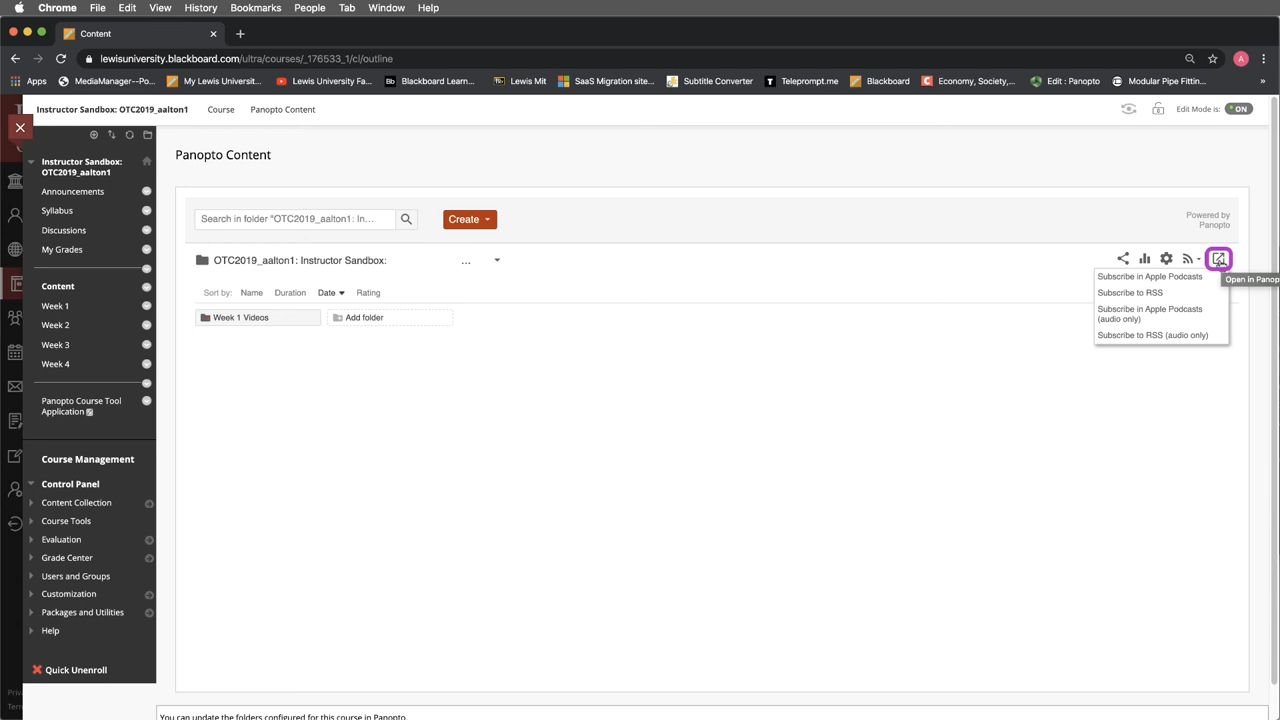 Chrome File Edit View History Bookmarks People Tab Window Help
Content
lewisuniversity.blackboard.com/ultra/courses/_176533_1/cl/outline
A
Apps MediaManager--Po... My Lewis Universit... Lewis University Fa... Bb Blackboard Learn... Lewis Mit SaaS Migration site... Subtitle Converter T Teleprompt.me Blackboard C Economy, Society,... Edit : Panopto Modular Pipe Fittin... »
Instructor Sandbox: OTC2019_aalton1 Course Panopto Content Edit Mode is: ON
Panopto Content
Instructor Sandbox:
OTC2019_aalton1
Announcements
Syllabus
Discussions
My Grades
Content
Week 1
Week 2
Week 3
Week 4
Panopto Course Tool
Application
Course Management
Control Panel
Content Collection
Course Tools
Evaluation
Grade Center
Users and Groups
Customization
Packages and Utilities
Help
Quick Unenroll
Priv
Term
Search in folder "OTC2019_aalton1: In... Create
Powered by
Panopto
OTC2019_aalton1: Instructor Sandbox: ...
Open in Panop
Sort by: Name Duration Date Rating
Week 1 Videos Add folder
Subscribe in Apple Podcasts
Subscribe to RSS
Subscribe in Apple Podcasts
(audio only)
Subscribe to RSS (audio only)
You can update the folders configured for this course in Panopto.